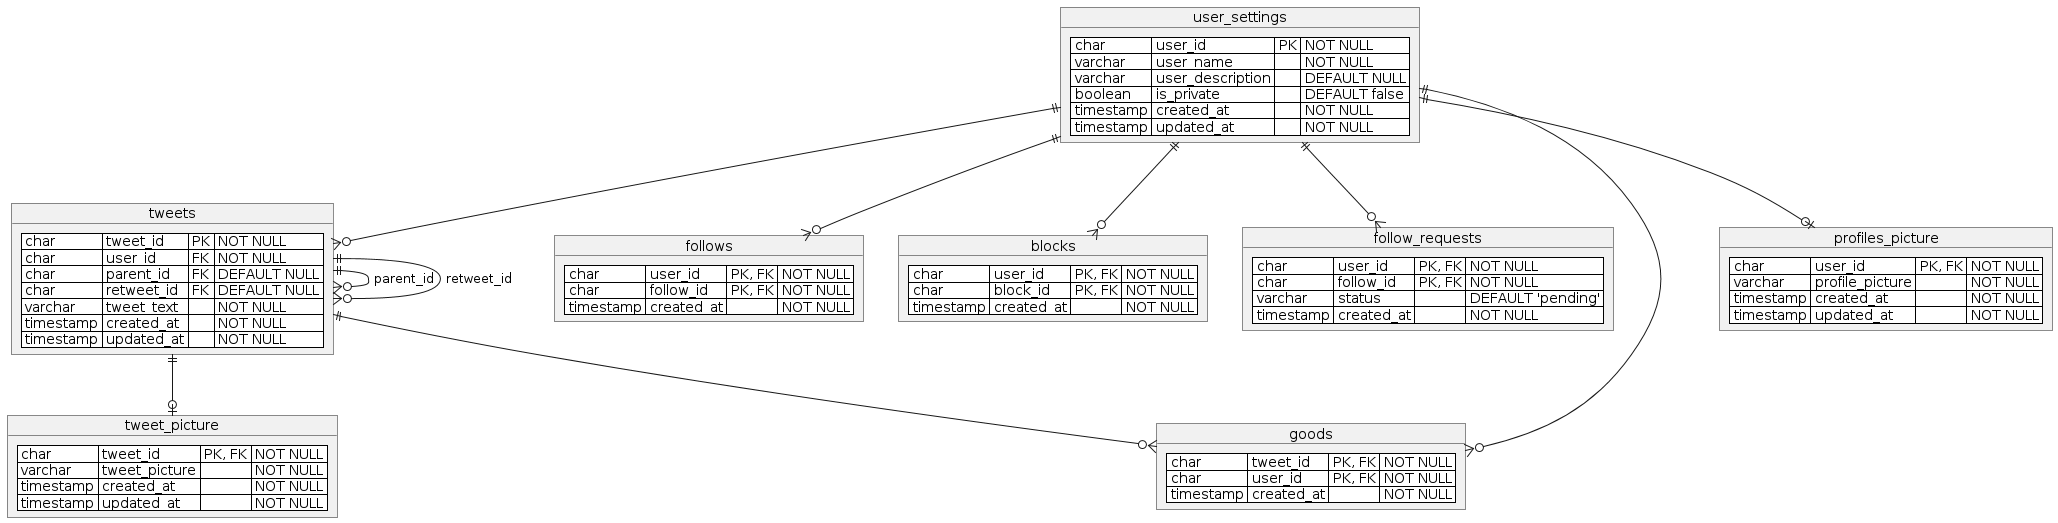 user_settings
char user_id PK NOT NULL
varchar user_name NOT NULL
varchar user_description DEFAULT NULL
boolean is_private DEFAULT false
timestamp created_at NOT NULL
timestamp updated_at NOT NULL
tweets
char tweet_id PK NOT NULL
char user_id FK NOT NULL
char parent_id FK DEFAULT NULL
char retweet_id FK DEFAULT NULL
varchar tweet_text NOT NULL
timestamp created_at NOT NULL
timestamp updated_at NOT NULL
parent_id
retweet_id
follows
char user_id PK, FK NOT NULL
char follow_id PK, FK NOT NULL
timestamp created_at NOT NULL
blocks
char user_id PK, FK NOT NULL
char block_id PK, FK NOT NULL
timestamp created_at NOT NULL
follow_requests
char user_id PK, FK NOT NULL
char follow_id PK, FK NOT NULL
varchar status DEFAULT 'pending'
timestamp created_at NOT NULL
profiles_picture
char user_id PK, FK NOT NULL
varchar profile_picture NOT NULL
timestamp created_at NOT NULL
timestamp updated_at NOT NULL
tweet_picture
char tweet_id PK, FK NOT NULL
varchar tweet_picture NOT NULL
timestamp created_at NOT NULL
timestamp updated_at NOT NULL
goods
char tweet_id PK, FK NOT NULL
char user_id PK, FK NOT NULL
timestamp created_at NOT NULL